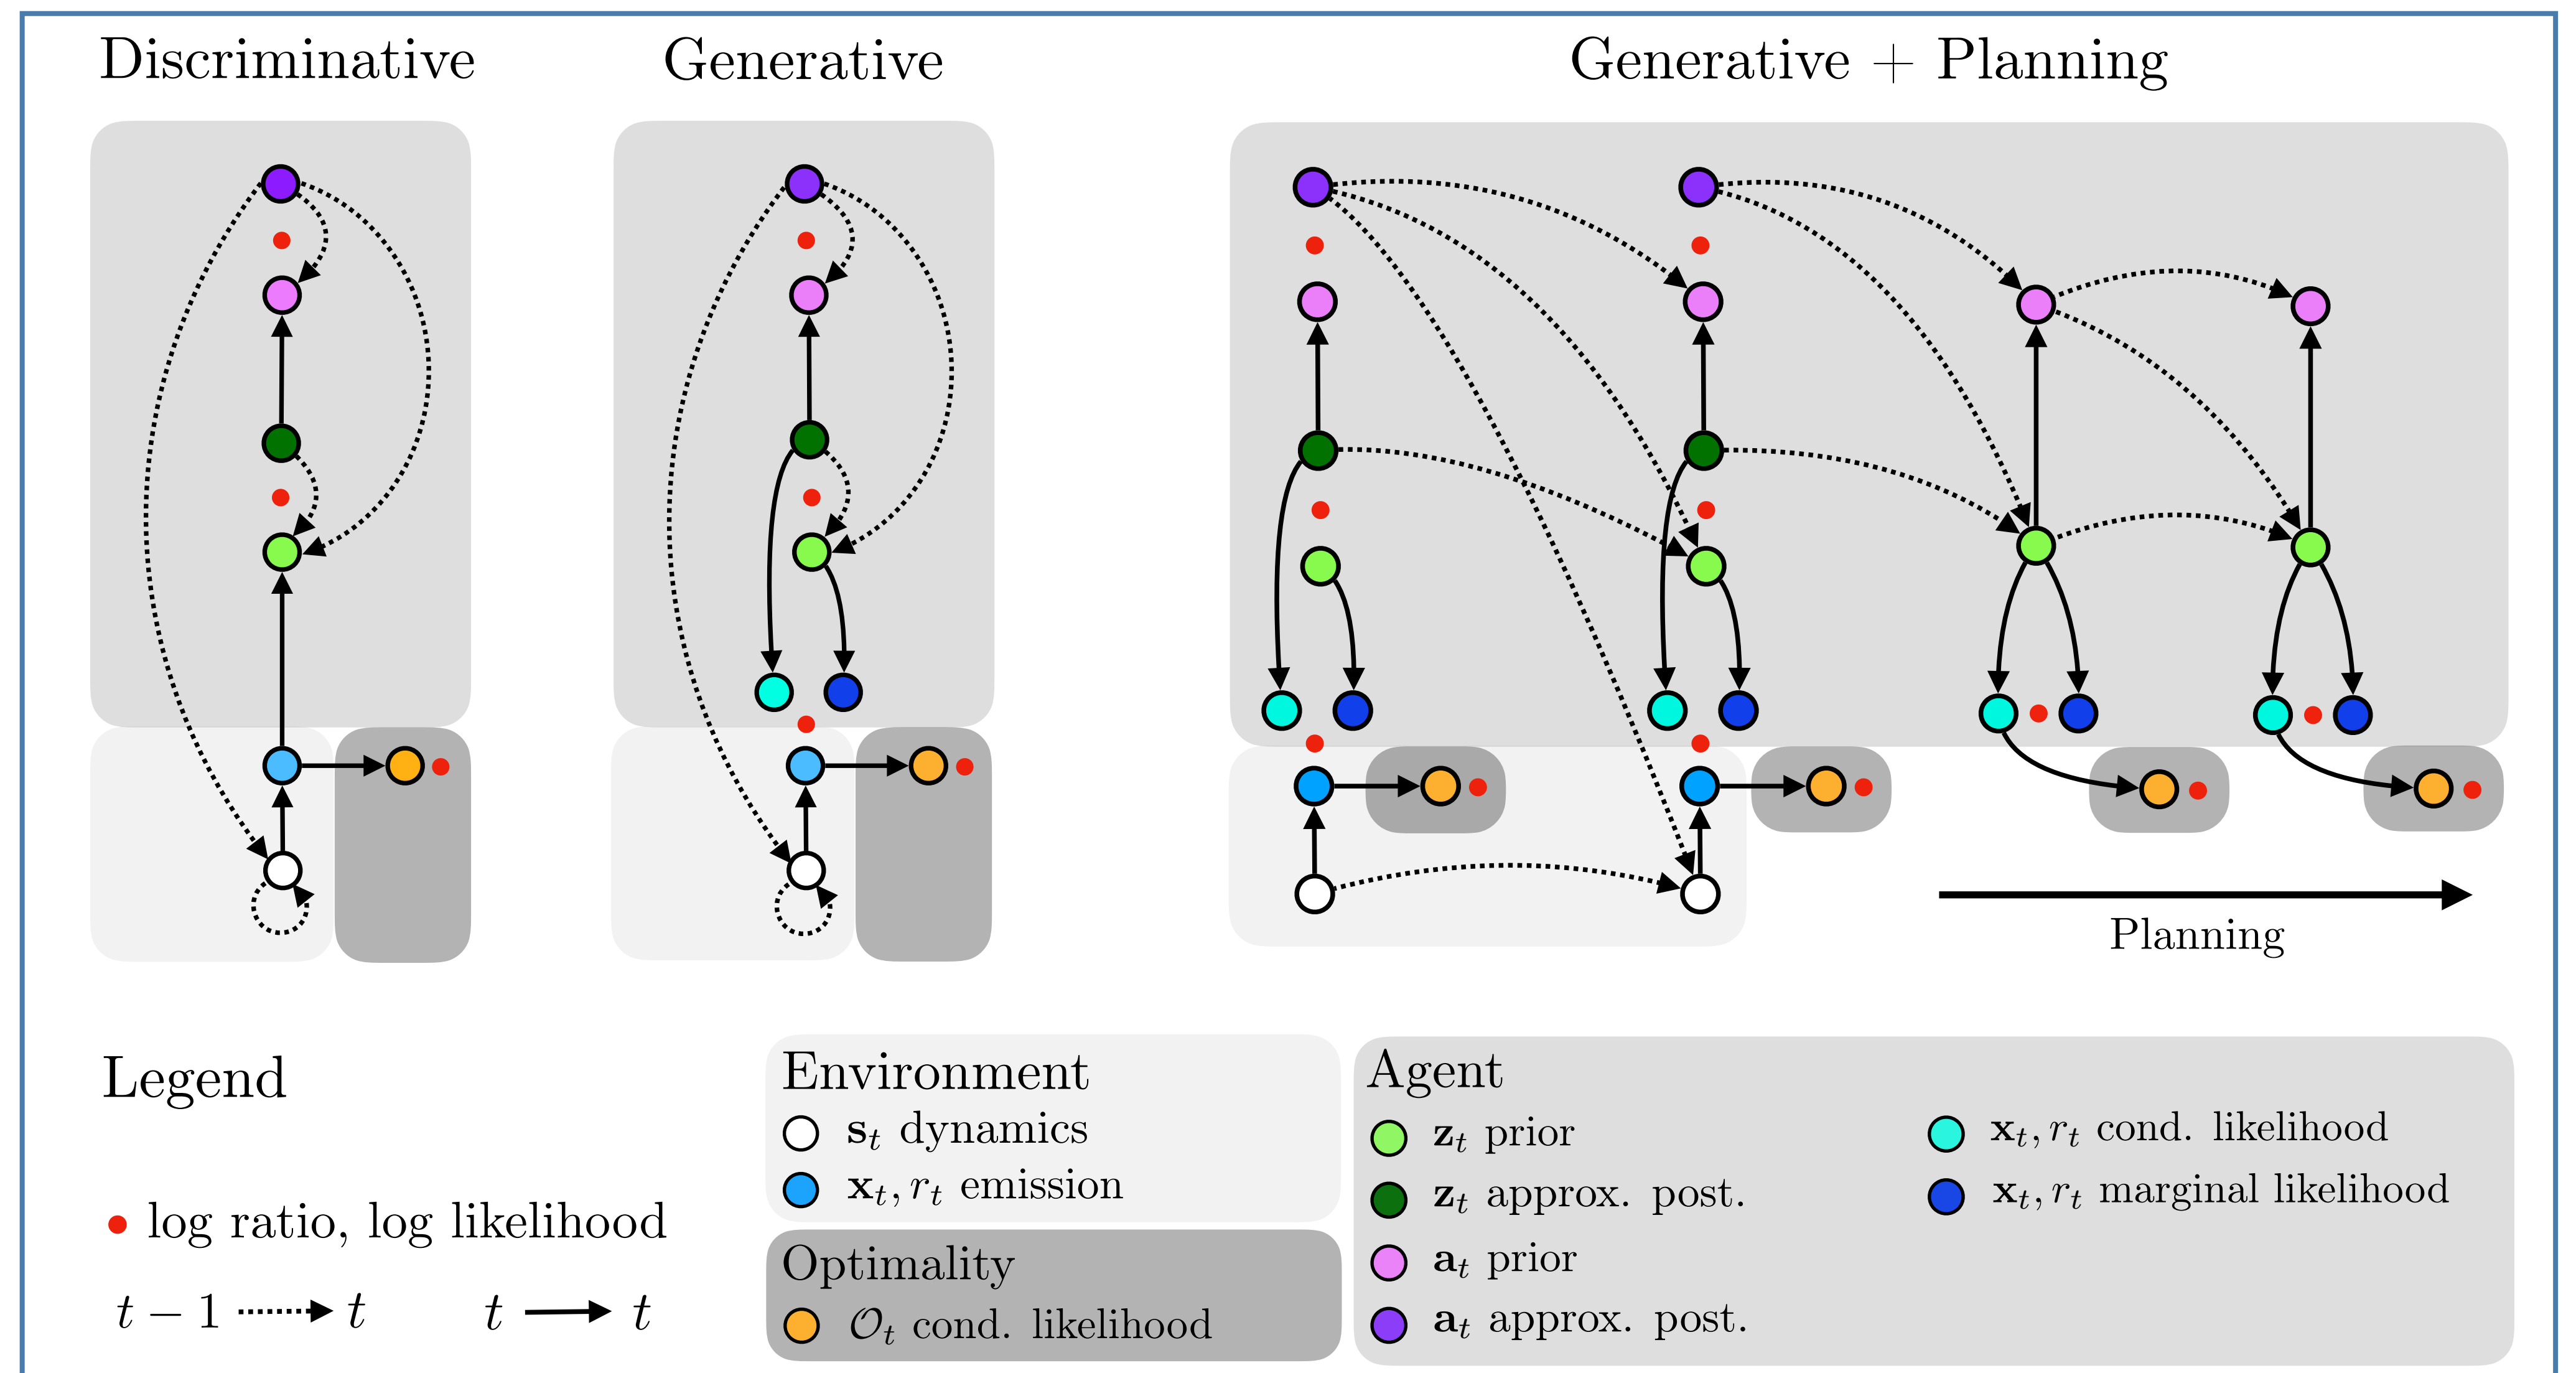 Discriminative
Generative
Generative + Planning
Planning
Legend
log ratio, log likelihood
t − 1 t
t t
Environment
s_t dynamics
x_t, r_t emission
Optimality
𝒪_t cond. likelihood
Agent
z_t prior
z_t approx. post.
a_t prior
a_t approx. post.
x_t, r_t cond. likelihood
x_t, r_t marginal likelihood